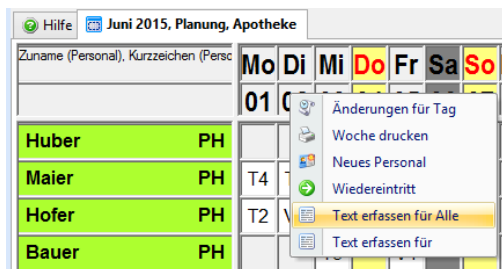 Hilfe Juni 2015, Planung, Apotheke
Zuname (Personal), Kurzzeichen (Persc
Mo Di Mi Do Fr Sa So
01
Änderungen für Tag
Woche drucken
Huber PH
Neues Personal
Maier PH T4
Wiedereintritt
Hofer PH T2
Text erfassen für Alle
Text erfassen für
Bauer PH